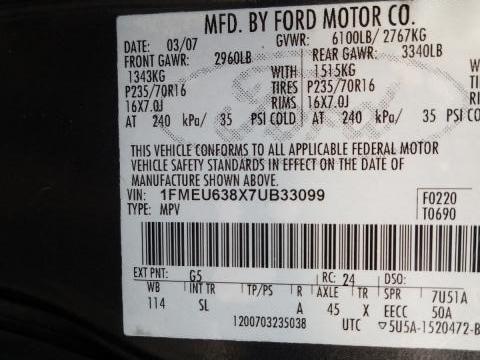 MFD. BY FORD MOTOR CO.
DATE: 03/07 GVWR: 6100LB/ 2767KG
FRONT GAWR: 2960LB REAR GAWR: 3340LB
1343KG WITH 1515KG WITH
P235/70R16 TIRES P235/70R16
16X7.0J RIMS 16X7.0J
AT 240 kPa/ 35 PSI COLD AT 240 kPa/ 35 PSI
THIS VEHICLE CONFORMS TO ALL APPLICABLE FEDERAL MOTOR
VEHICLE SAFETY STANDARDS IN EFFECT ON THE DATE OF
MANUFACTURE SHOWN ABOVE.
VIN: 1FMEU638X7UB33099 F0220
TYPE: MPV T0690
EXT PNT: G5 RC: 24 DSO:
WB INT TR TP/PS R AXLE TR SPR 7U51A
114 SL A 45 X EECC 50A
1200703235038 UTC ▽5U5A-1520472-B